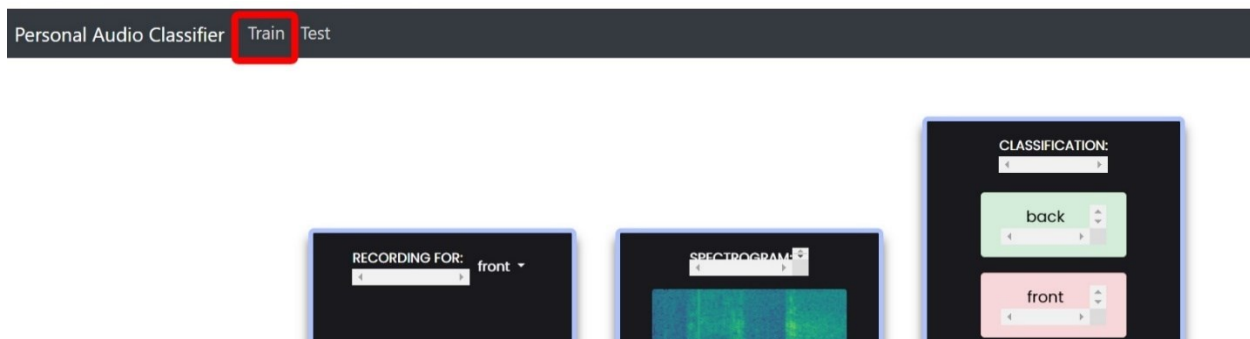 Personal Audio Classifier Train Test
CLASSIFICATION:
back
front
RECORDING FOR: front
SPECTROGRAM: